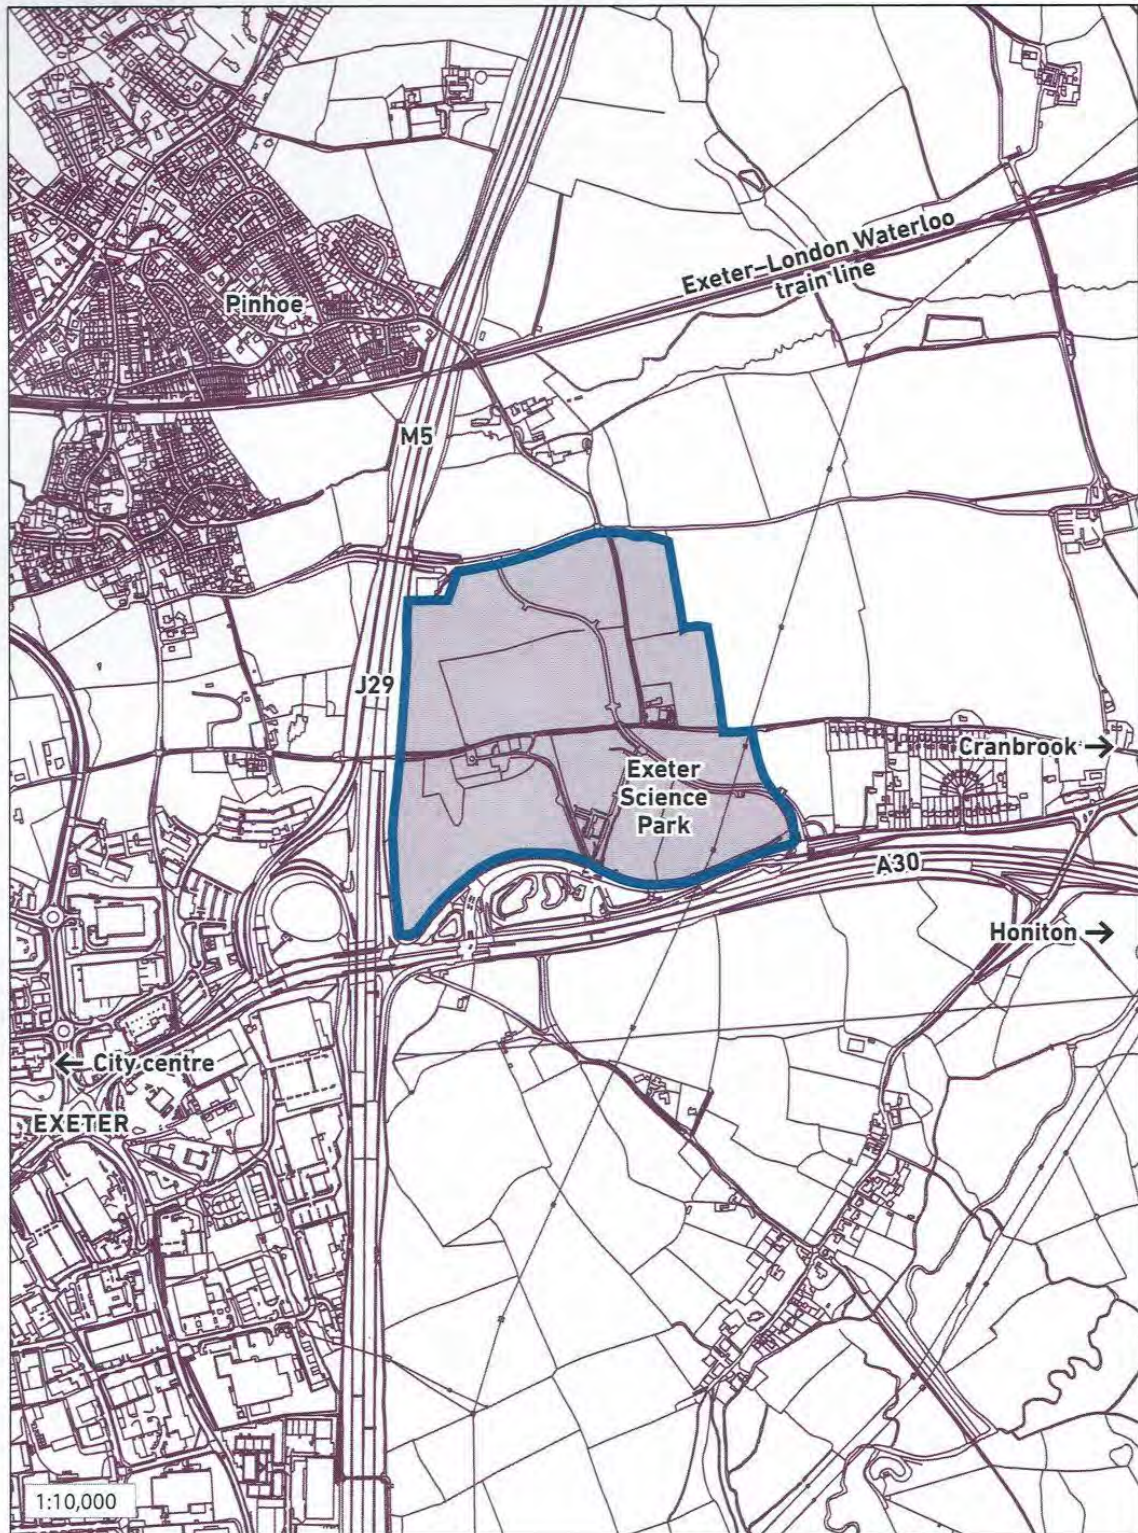 Exeter–London Waterloo
train line
Pinhoe
M5
J29
Cranbrook →
Exeter
Science
Park
A30
Honiton →
← City centre
EXETER
1:10,000